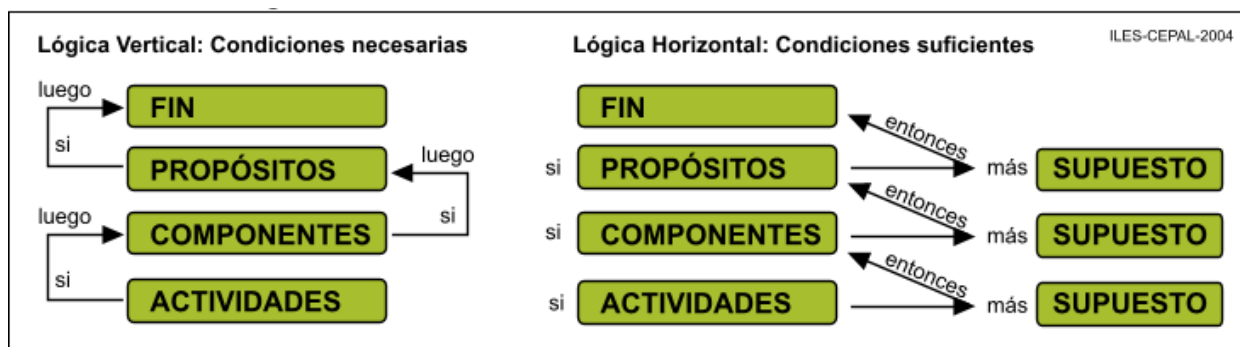 Lógica Vertical: Condiciones necesarias
luego
FIN
si
PROPÓSITOS
luego
luego
COMPONENTES
si
si
ACTIVIDADES
Lógica Horizontal: Condiciones suficientes
ILES-CEPAL-2004
FIN
entonces
si PROPÓSITOS más SUPUESTO
entonces
si COMPONENTES más SUPUESTO
entonces
si ACTIVIDADES más SUPUESTO